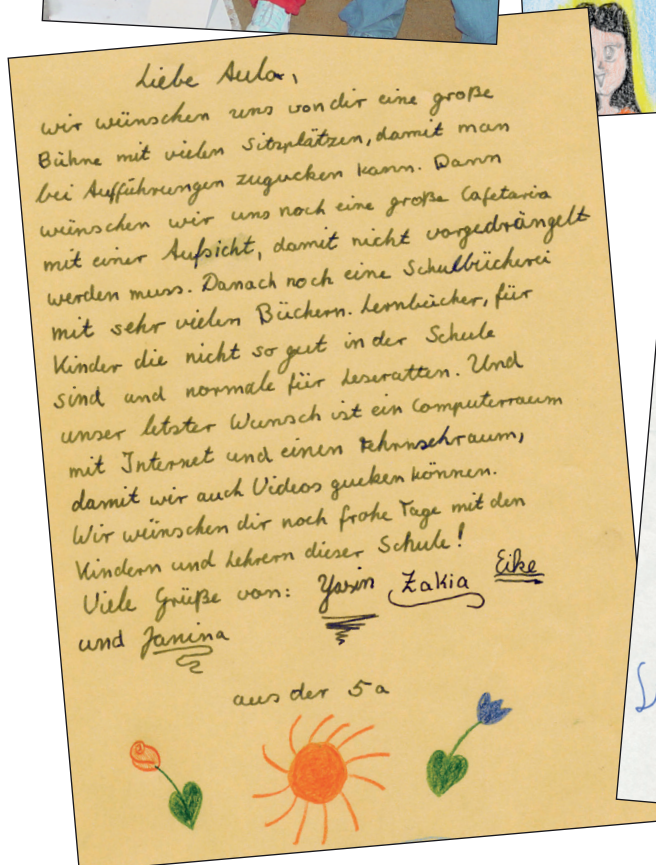 Liebe Aula,
wir wünschen uns von dir eine große
Bühne mit vielen Sitzplätzen, damit man
bei Aufführungen zugucken kann. Dann
wünschen wir uns noch eine große Cafetaria
mit einer Aufsicht, damit nicht vorgedrängelt
werden muss. Danach noch eine Schulbücherei
mit sehr vielen Büchern. Lernbücher, für
Kinder die nicht so gut in der Schule
sind und normale für Leseratten. Und
unser letster Wunsch ist ein Computerraum
mit Internet und einen Fehrnsehraum,
damit wir auch Videos gucken können.
Wir wünschen dir noch frohe Tage mit den
Kindern und Lehrern dieser Schule!
Viele Grüße von: Yasin Zakia Eike
und Janina
aus der 5a